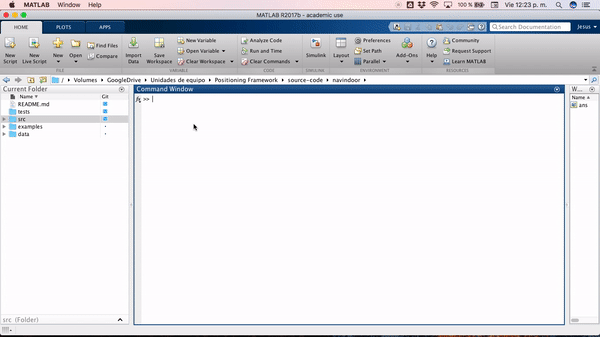 MATLAB Window Help 100 % Vie 12:23 p. m.
MATLAB R2017b - academic use
HOME PLOTS APPS Search Documentation Jesus
New Script New Live Script New Open Find Files Compare Import Data Save Workspace New Variable Open Variable Clear Workspace Analyze Code Run and Time Clear Commands Simulink Layout Preferences Set Path Parallel Add-Ons Help Community Request Support Learn MATLAB
FILE VARIABLE CODE SIMULINK ENVIRONMENT RESOURCES
/ Volumes GoogleDrive Unidades de equipo Positioning Framework source-code navindoor
Current Folder Command Window W...
Name Git fx >> Name
README.md ans
tests
src
examples
data
src (Folder)